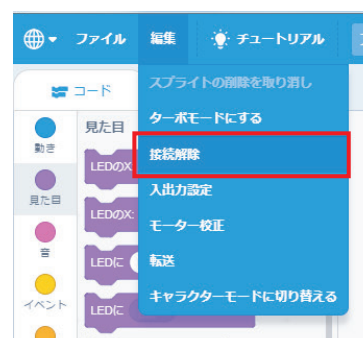 ファイル 編集 チュートリアル
コード
スプライトの削除を取り消し
ターボモードにする
接続解除
入出力設定
モーター校正
転送
キャラクターモードに切り替える
動き
見た目
音
イベント
見た目
LEDのX
LEDのX:
LEDに
LEDに